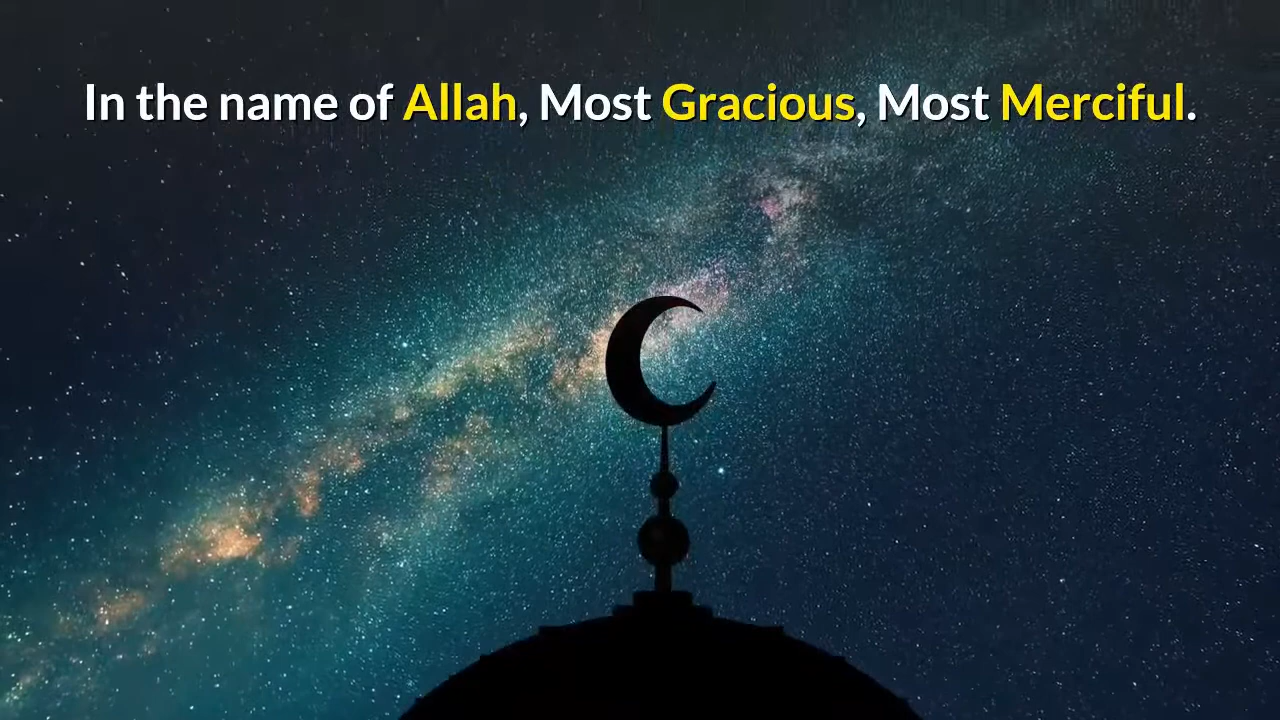 In the name of Allah, Most Gracious, Most Merciful.